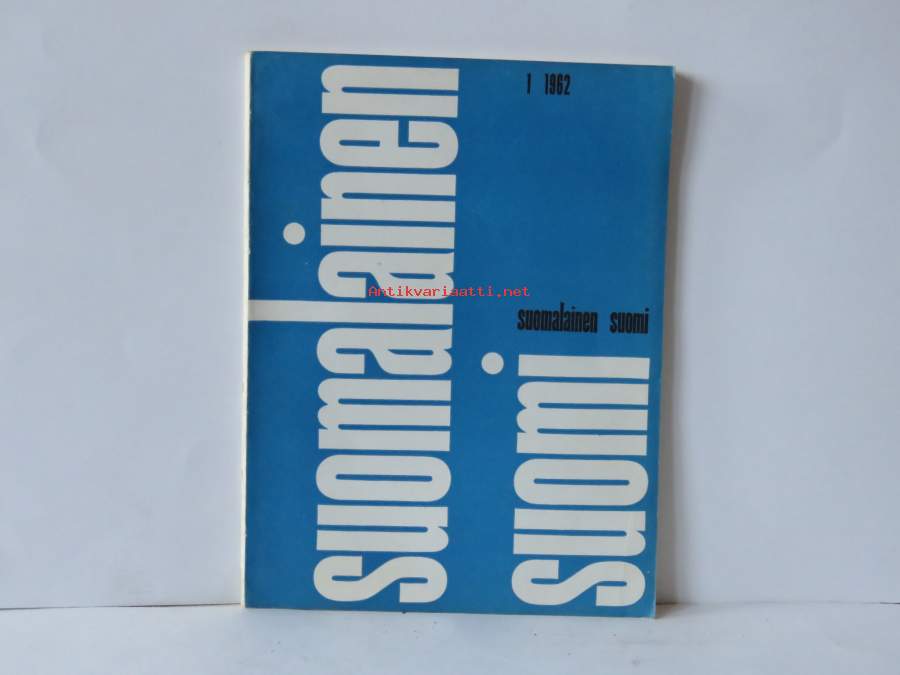 1 1962
suomalainen
suomi
suomalainen suomi
Antikvariaatti.net